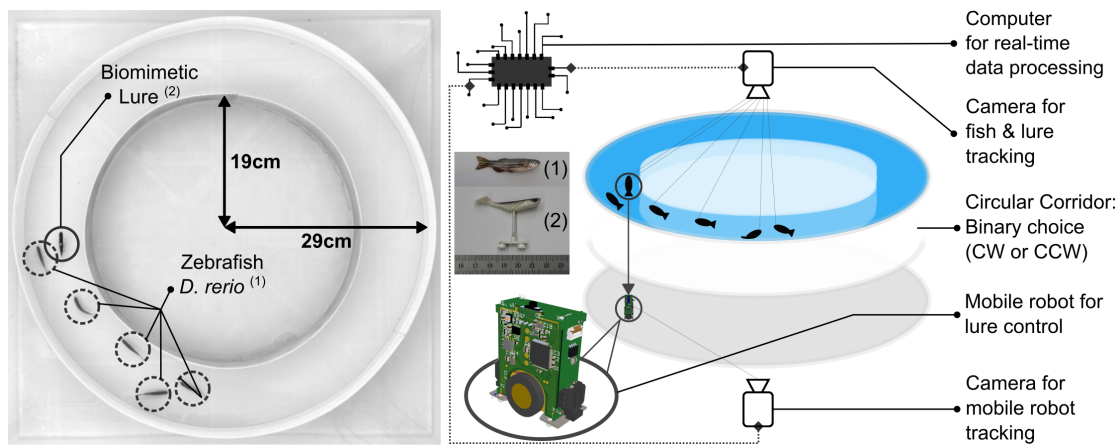 Biomimetic
Lure (2)
19cm
29cm
Zebrafish
D. rerio (1)
(1)
(2)
Computer
for real-time
data processing
Camera for
fish & lure
tracking
Circular Corridor:
Binary choice
(CW or CCW)
Mobile robot for
lure control
Camera for
mobile robot
tracking